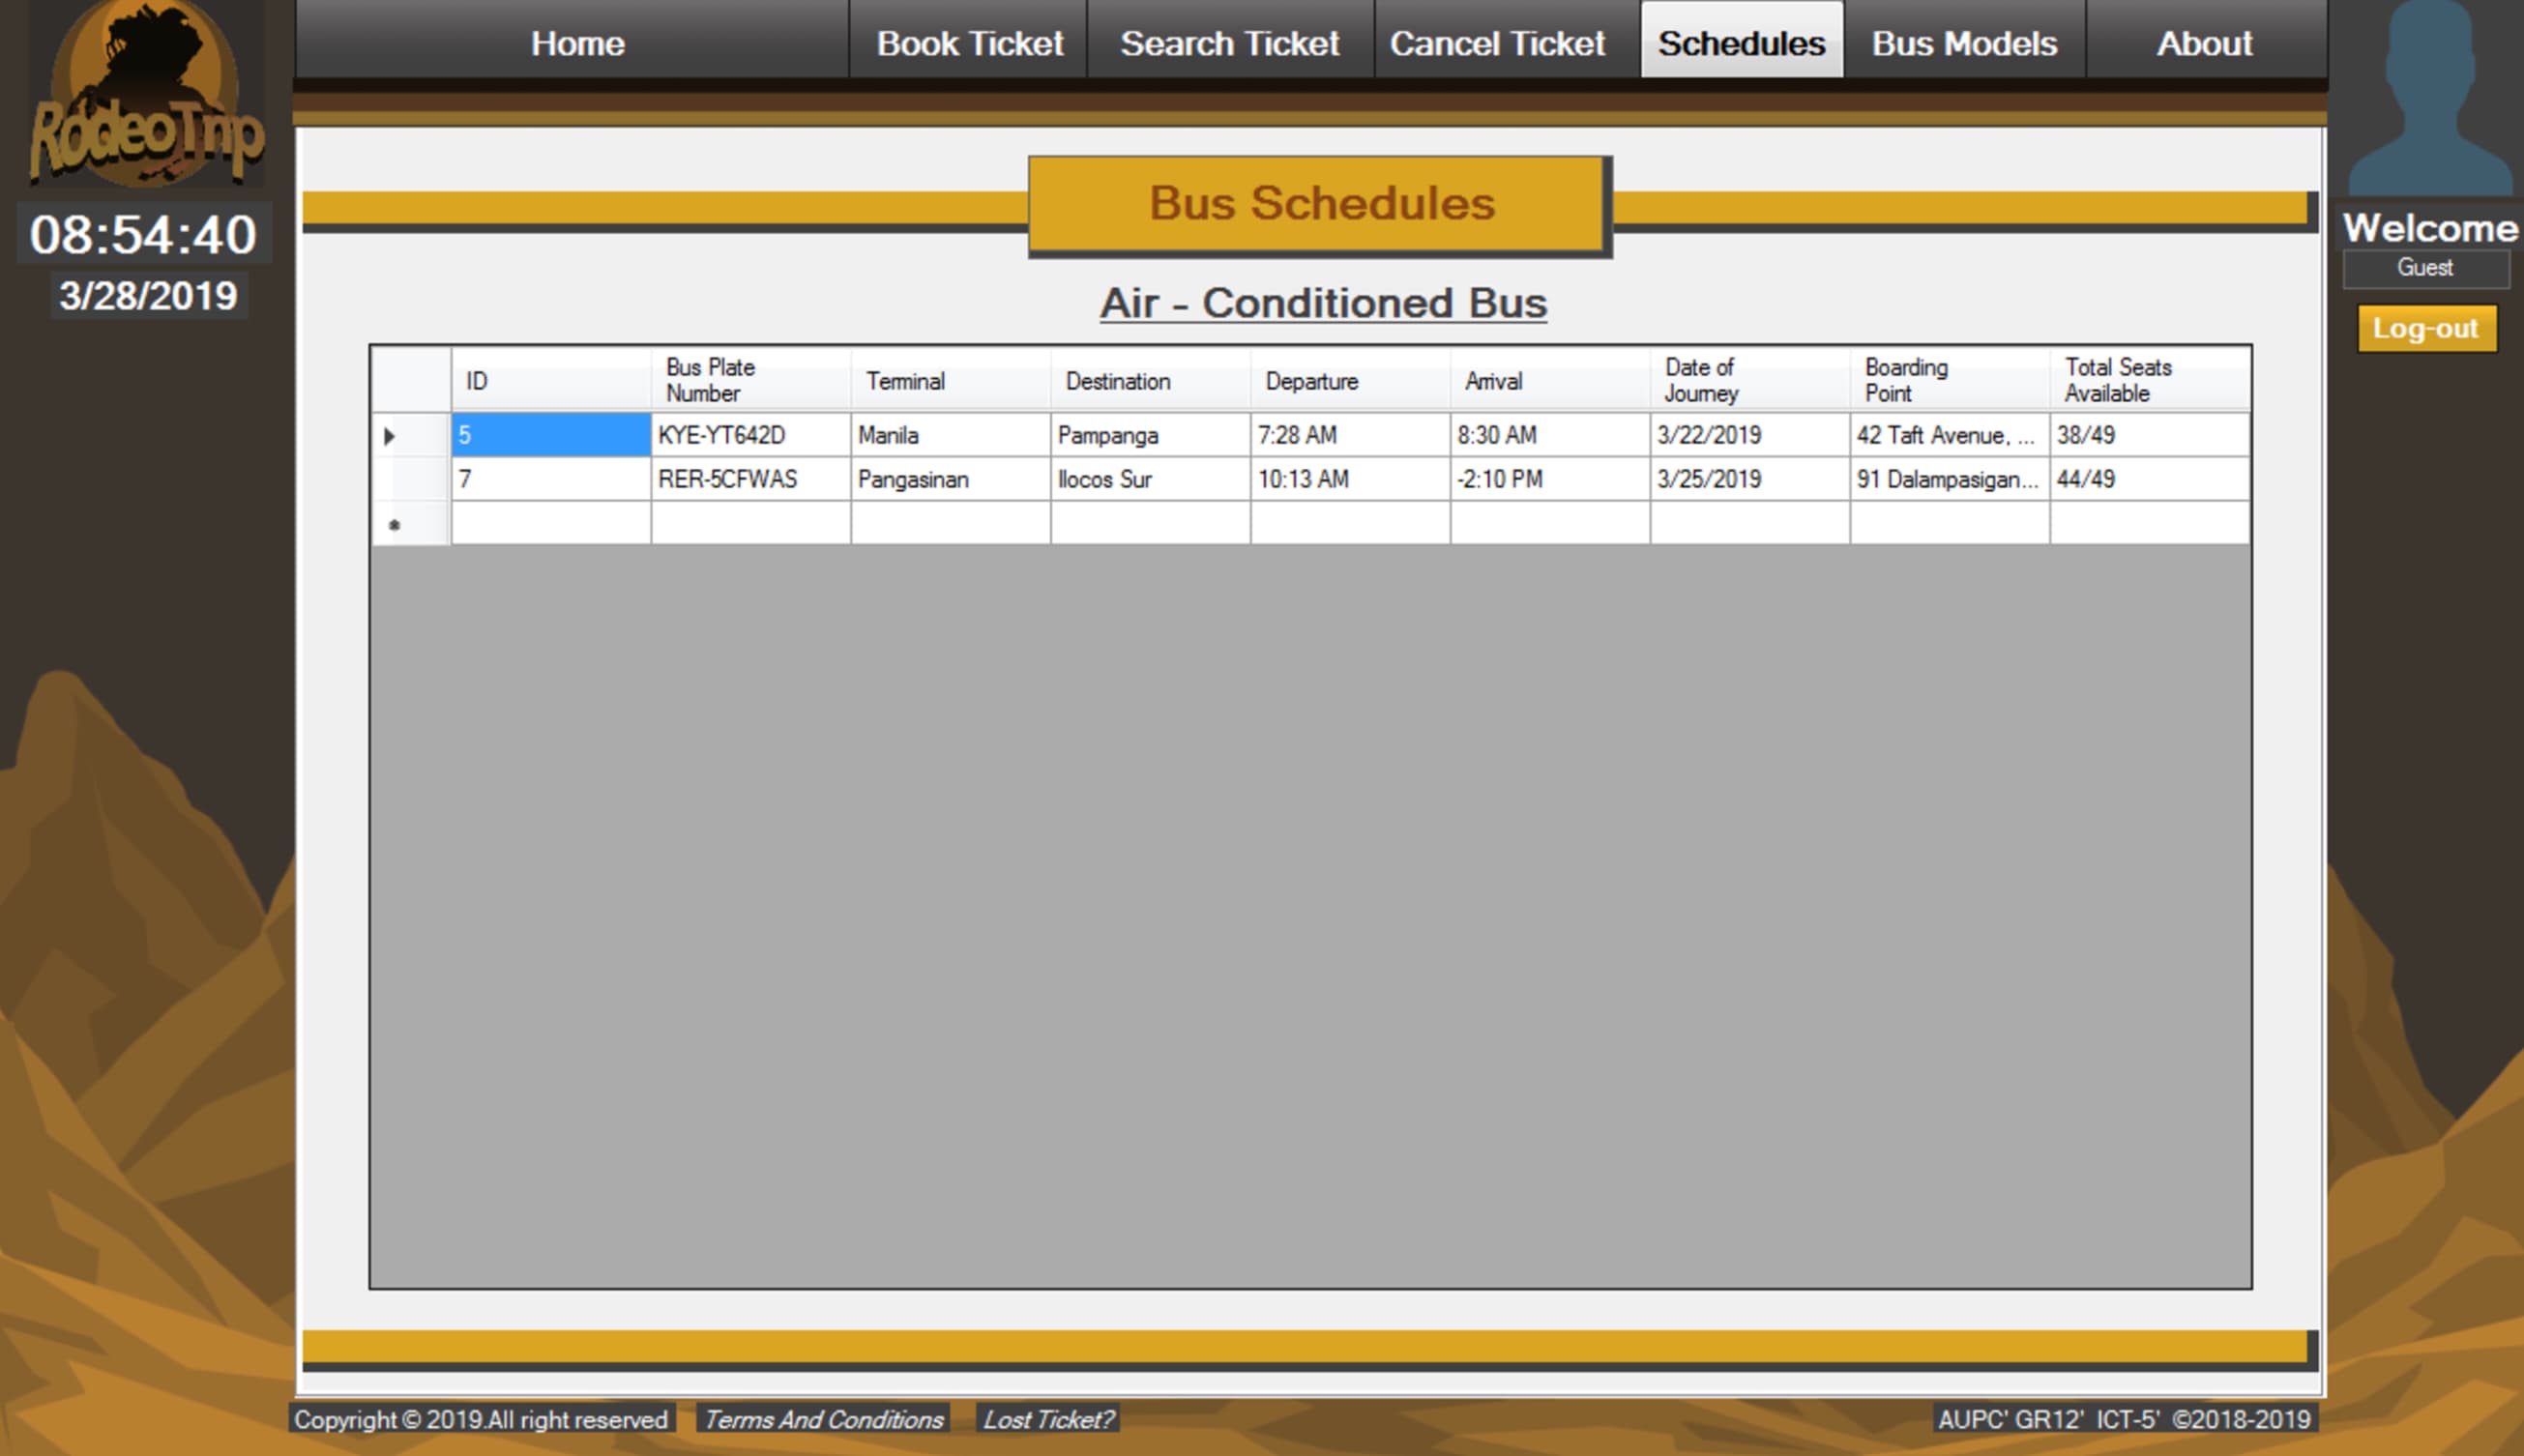 Home Book Ticket Search Ticket Cancel Ticket Schedules Bus Models About
RodeoTrip
08:54:40
3/28/2019
Welcome
Guest
Log-out
Bus Schedules
Air - Conditioned Bus
ID Bus Plate Number Terminal Destination Departure Arrival Date of Journey Boarding Point Total Seats Available
5 KYE-YT642D Manila Pampanga 7:28 AM 8:30 AM 3/22/2019 42 Taft Avenue, ... 38/49
7 RER-5CFWAS Pangasinan Ilocos Sur 10:13 AM -2:10 PM 3/25/2019 91 Dalampasigan... 44/49
Copyright © 2019.All right reserved Terms And Conditions Lost Ticket? AUPC' GR12' ICT-5' ©2018-2019